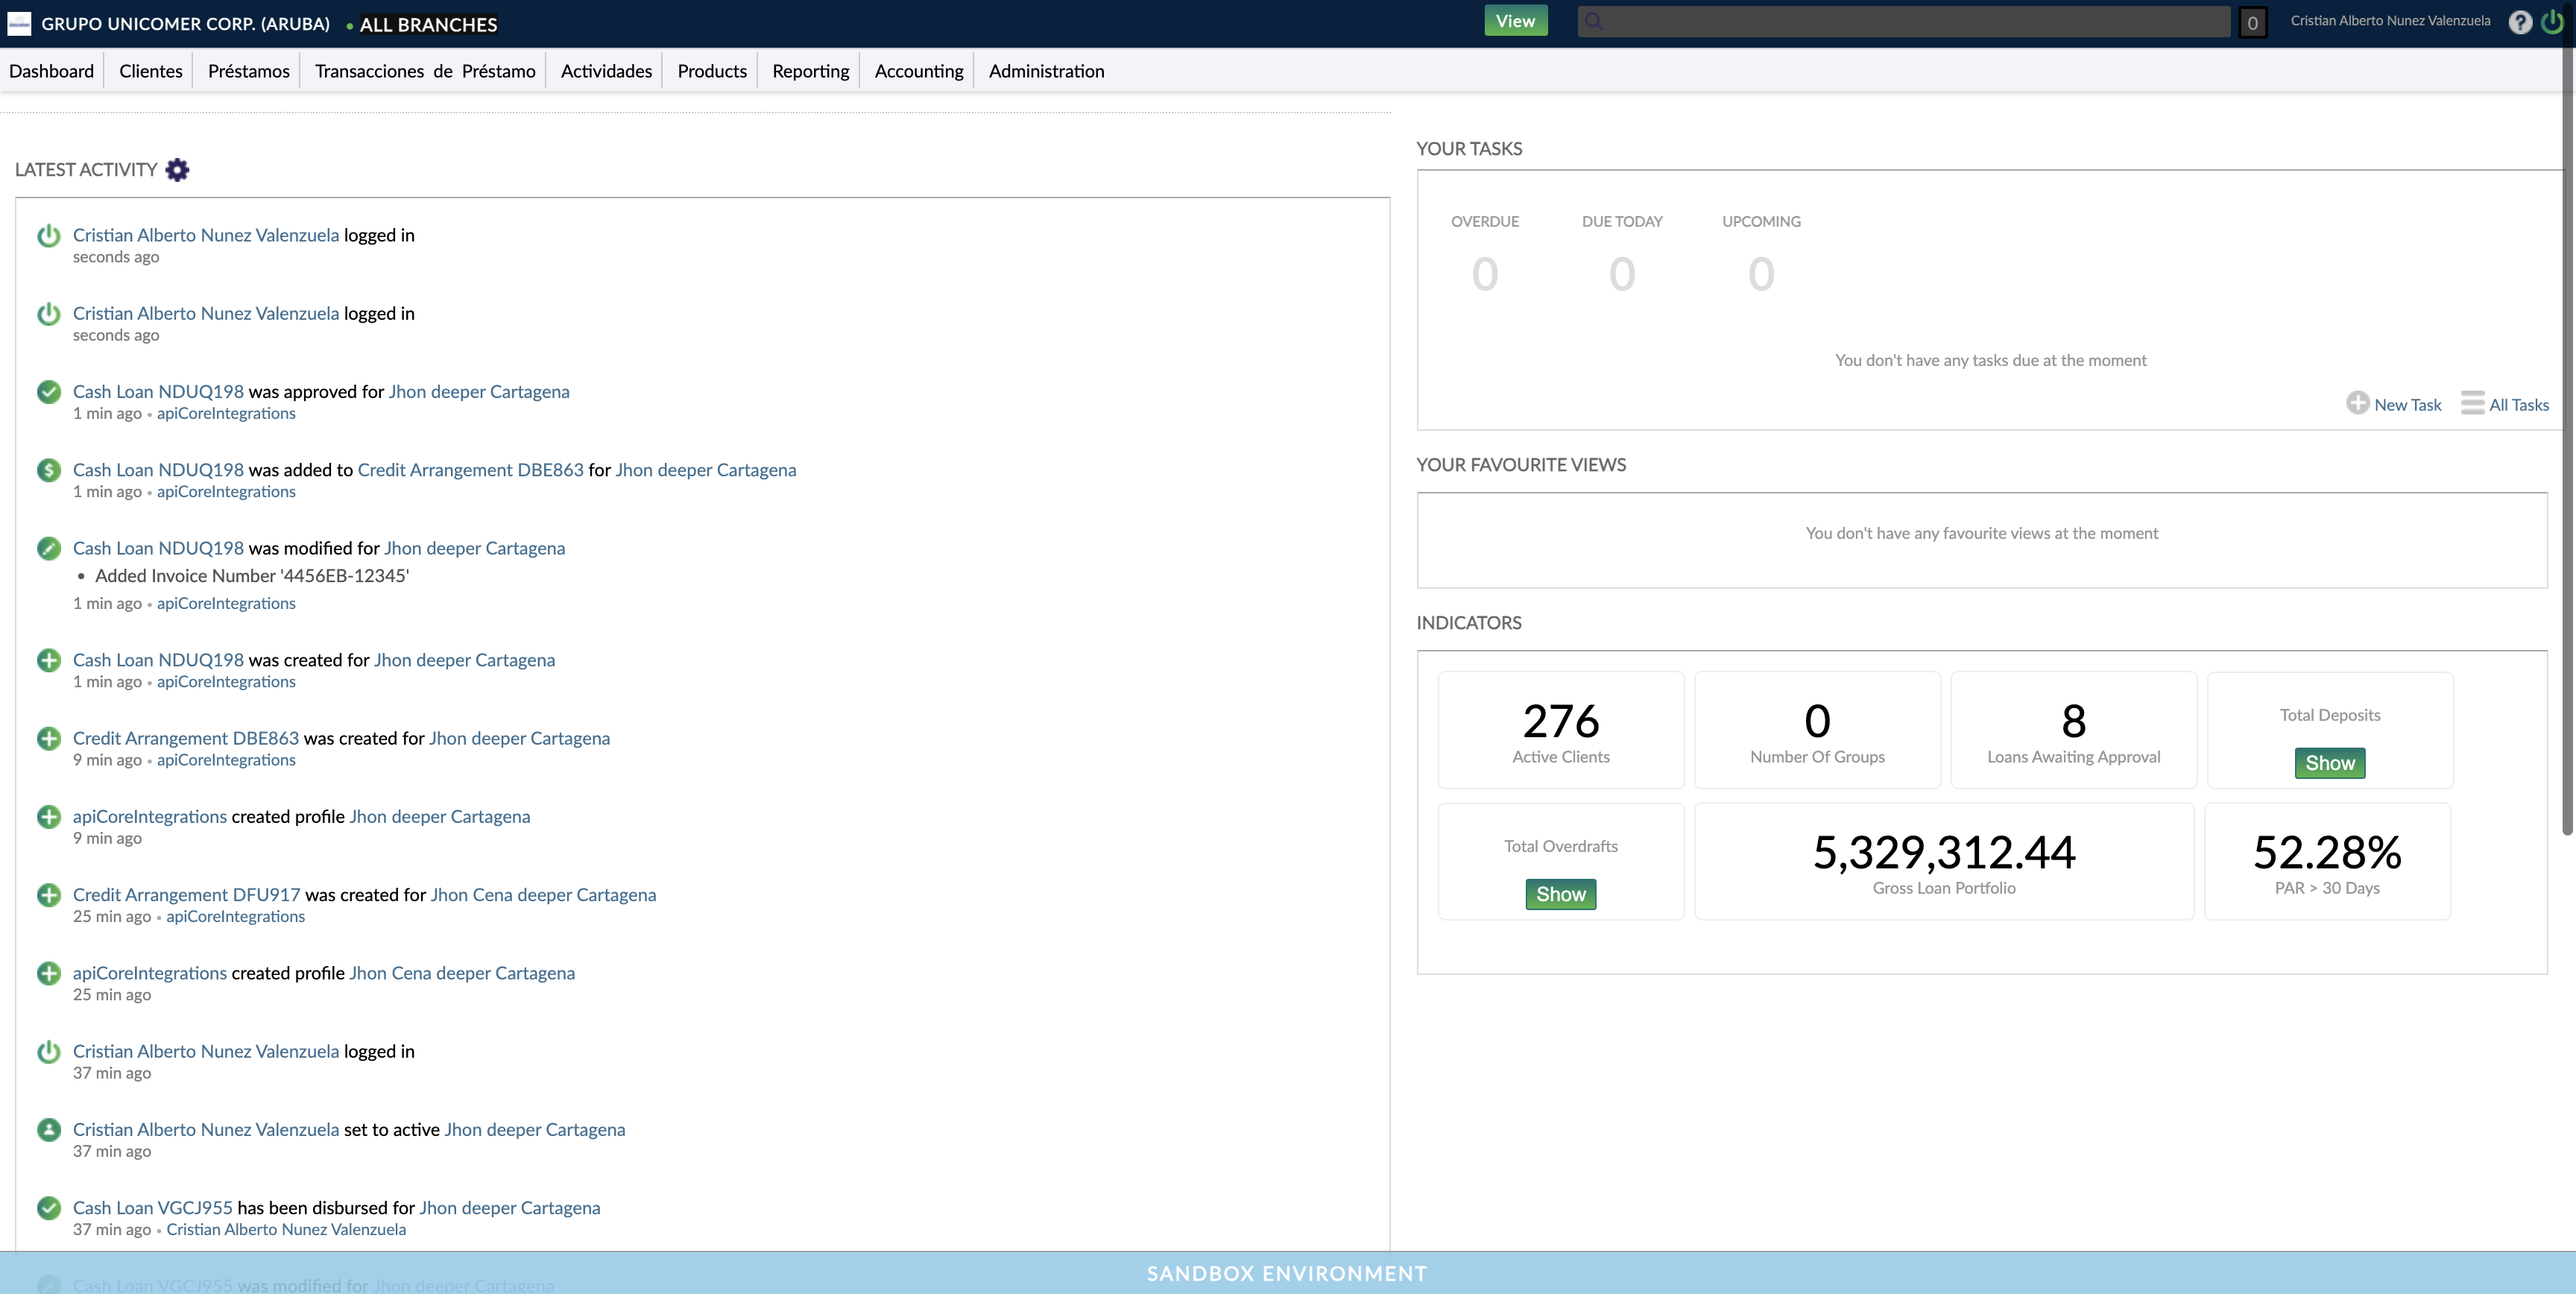 GRUPO UNICOMER CORP. (ARUBA) • ALL BRANCHES
View
0
Cristian Alberto Nunez Valenzuela
?
Dashboard
Clientes
Préstamos
Transacciones de Préstamo
Actividades
Products
Reporting
Accounting
Administration
LATEST ACTIVITY
Cristian Alberto Nunez Valenzuela logged in
seconds ago
Cristian Alberto Nunez Valenzuela logged in
seconds ago
Cash Loan NDUQ198 was approved for Jhon deeper Cartagena
1 min ago • apiCoreIntegrations
Cash Loan NDUQ198 was added to Credit Arrangement DBE863 for Jhon deeper Cartagena
1 min ago • apiCoreIntegrations
Cash Loan NDUQ198 was modified for Jhon deeper Cartagena
• Added Invoice Number '4456EB-12345'
1 min ago • apiCoreIntegrations
Cash Loan NDUQ198 was created for Jhon deeper Cartagena
1 min ago • apiCoreIntegrations
Credit Arrangement DBE863 was created for Jhon deeper Cartagena
9 min ago • apiCoreIntegrations
apiCoreIntegrations created profile Jhon deeper Cartagena
9 min ago
Credit Arrangement DFU917 was created for Jhon Cena deeper Cartagena
25 min ago • apiCoreIntegrations
apiCoreIntegrations created profile Jhon Cena deeper Cartagena
25 min ago
Cristian Alberto Nunez Valenzuela logged in
37 min ago
Cristian Alberto Nunez Valenzuela set to active Jhon deeper Cartagena
37 min ago
Cash Loan VGCJ955 has been disbursed for Jhon deeper Cartagena
37 min ago • Cristian Alberto Nunez Valenzuela
Cash Loan VGCJ955 was modified for Jhon deeper Cartagena
YOUR TASKS
OVERDUE
DUE TODAY
UPCOMING
0
0
0
You don't have any tasks due at the moment
New Task
All Tasks
YOUR FAVOURITE VIEWS
You don't have any favourite views at the moment
INDICATORS
276
Active Clients
0
Number Of Groups
8
Loans Awaiting Approval
Total Deposits
Show
Total Overdrafts
Show
5,329,312.44
Gross Loan Portfolio
52.28%
PAR > 30 Days
SANDBOX ENVIRONMENT